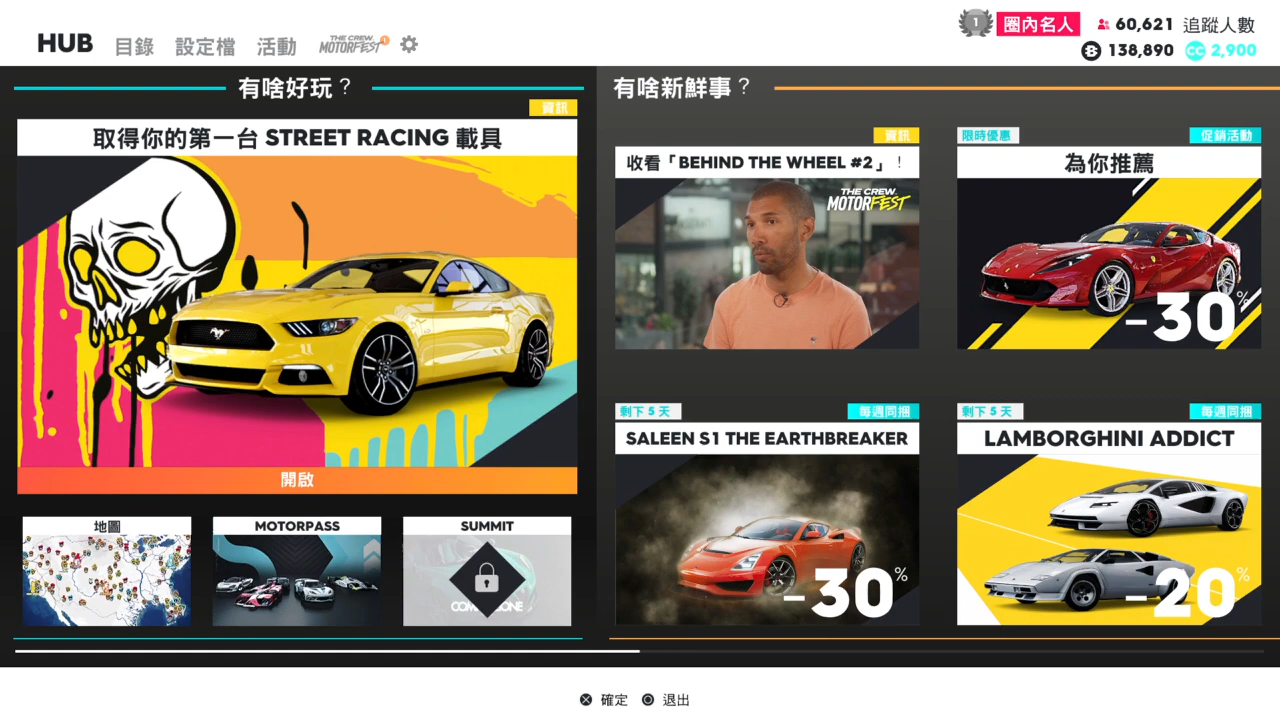 HUB
目錄
設定檔
活動
THE CREW
MOTORFEST
1
圈內名人
60,621 追蹤人數
138,890
CC 2,900
有啥好玩？
資訊
取得你的第一台 STREET RACING 載具
開啟
地圖
MOTORPASS
SUMMIT
有啥新鮮事？
資訊
收看「BEHIND THE WHEEL #2」！
THE CREW
MOTORFEST
限時優惠
促銷活動
為你推薦
-30%
剩下 5 天
每週同捆
SALEEN S1 THE EARTHBREAKER
-30%
剩下 5 天
每週同捆
LAMBORGHINI ADDICT
-20%
確定
退出